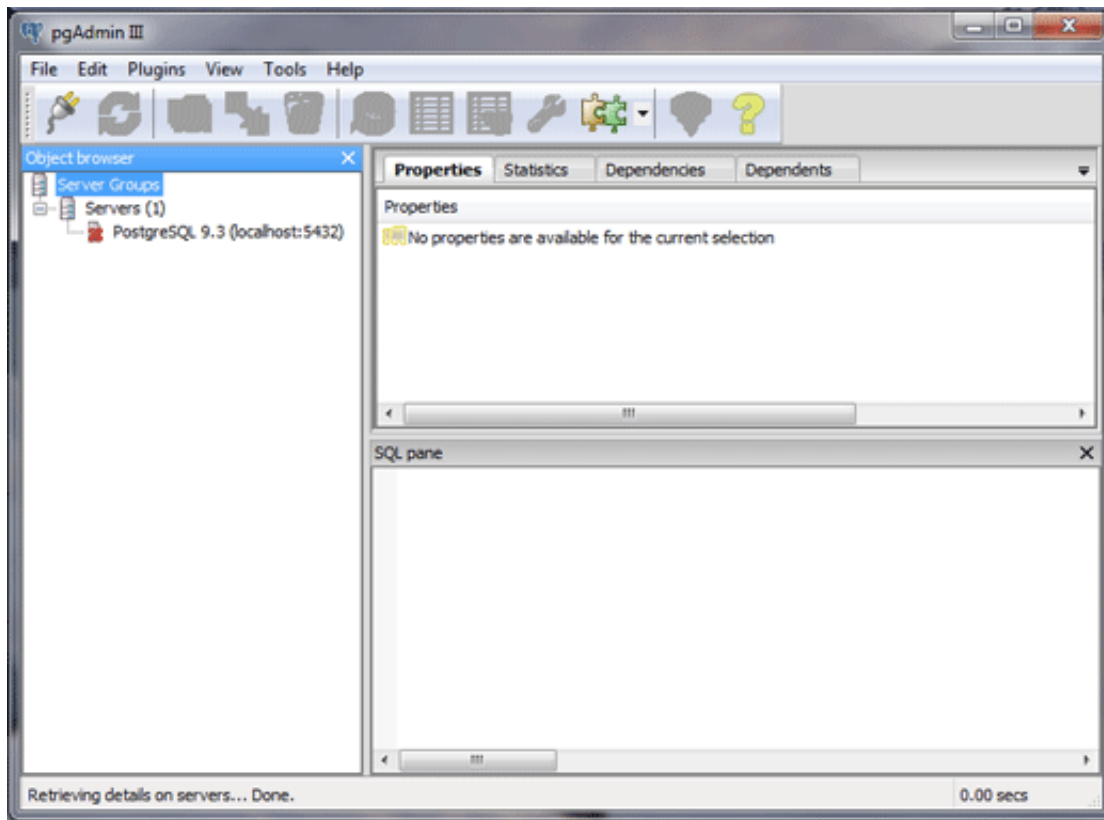 pgAdmin III
File Edit Plugins View Tools Help
Object browser
Server Groups
Servers (1)
PostgreSQL 9.3 (localhost:5432)
Properties Statistics Dependencies Dependents
Properties
No properties are available for the current selection
SQL pane
Retrieving details on servers... Done. 0.00 secs